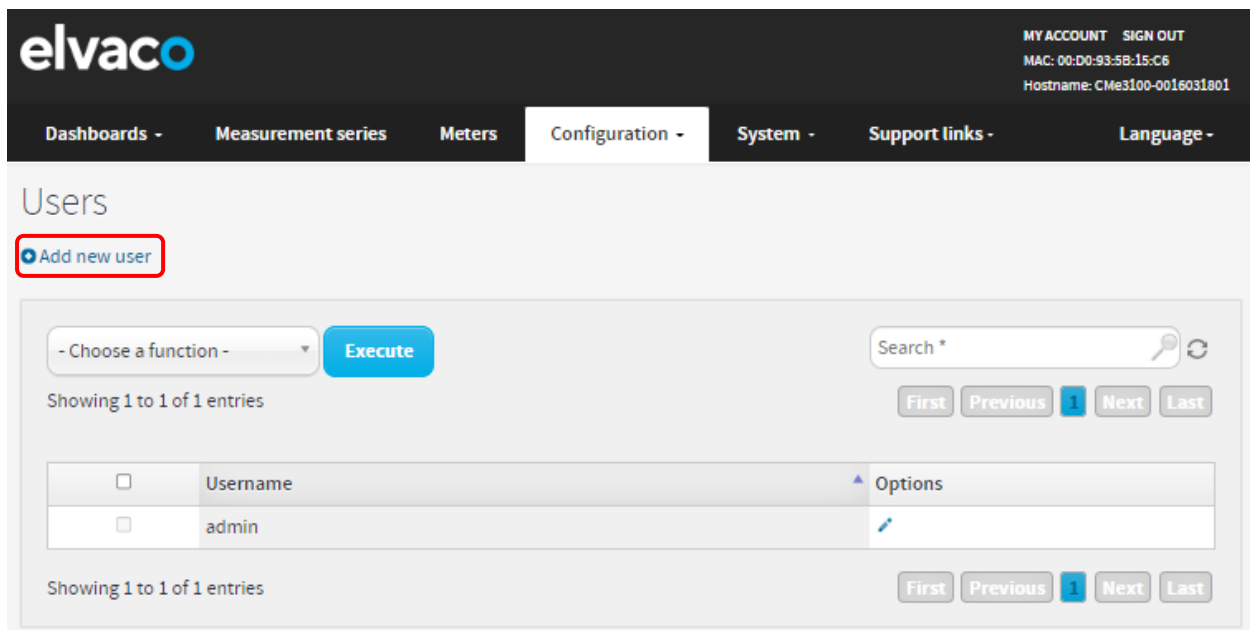 elvaco
MY ACCOUNT SIGN OUT
MAC: 00:D0:93:5B:15:C6
Hostname: CMe3100-0016031801
Dashboards - Measurement series Meters Configuration - System - Support links - Language -
Users
Add new user
- Choose a function - Execute Search *
Showing 1 to 1 of 1 entries First Previous 1 Next Last
Username Options
admin
Showing 1 to 1 of 1 entries First Previous 1 Next Last